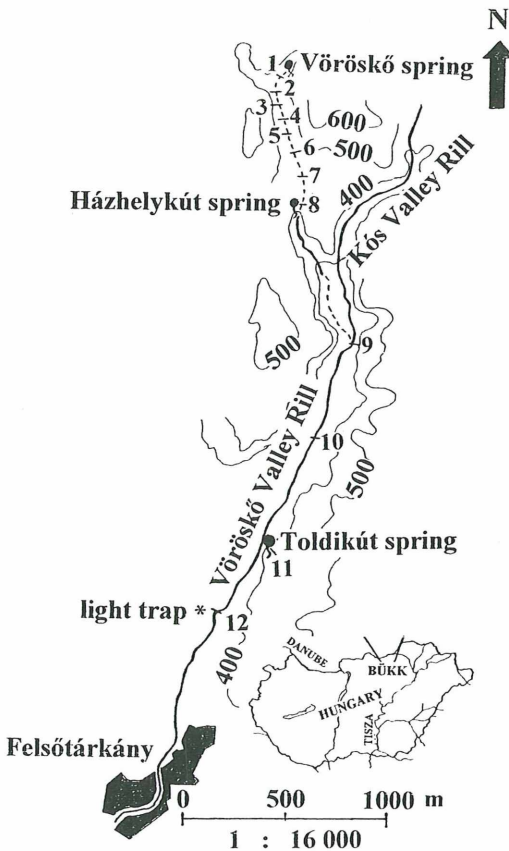 N
1 Vöröskő spring
2
3
4 600
5 500
6
7 400
Házhelykút spring 8
Kós Valley Rill
500 9
Vöröskő Valley Rill
10
500
Toldikút spring
11
light trap *
12
400
DANUBE
BÜKK
HUNGARY
TISZA
Felsőtárkány
0 500 1000 m
1 : 16 000